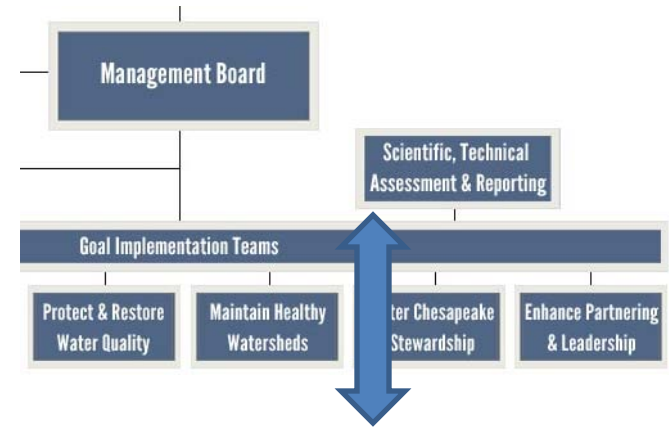 Management Board
Scientific, Technical
Assessment & Reporting
Goal Implementation Teams
Protect & Restore
Water Quality
Maintain Healthy
Watersheds
Chesapeake
Stewardship
Enhance Partnering
& Leadership